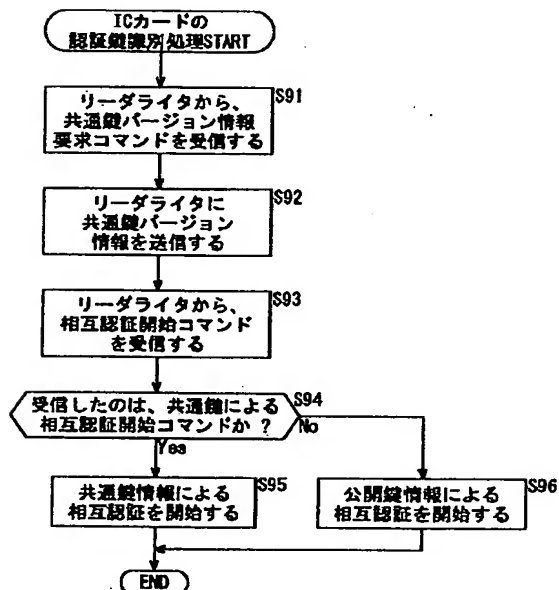 ICカードの
認証鍵識別処理START
S91
リーダライタから、
共通鍵バージョン情報
要求コマンドを受信する
S92
リーダライタに
共通鍵バージョン
情報を送信する
S93
リーダライタから、
相互認証開始コマンド
を受信する
S94
受信したのは、共通鍵による
相互認証開始コマンドか ?
No
Yes
S95
共通鍵情報による
相互認証を開始する
S96
公開鍵情報による
相互認証を開始する
END